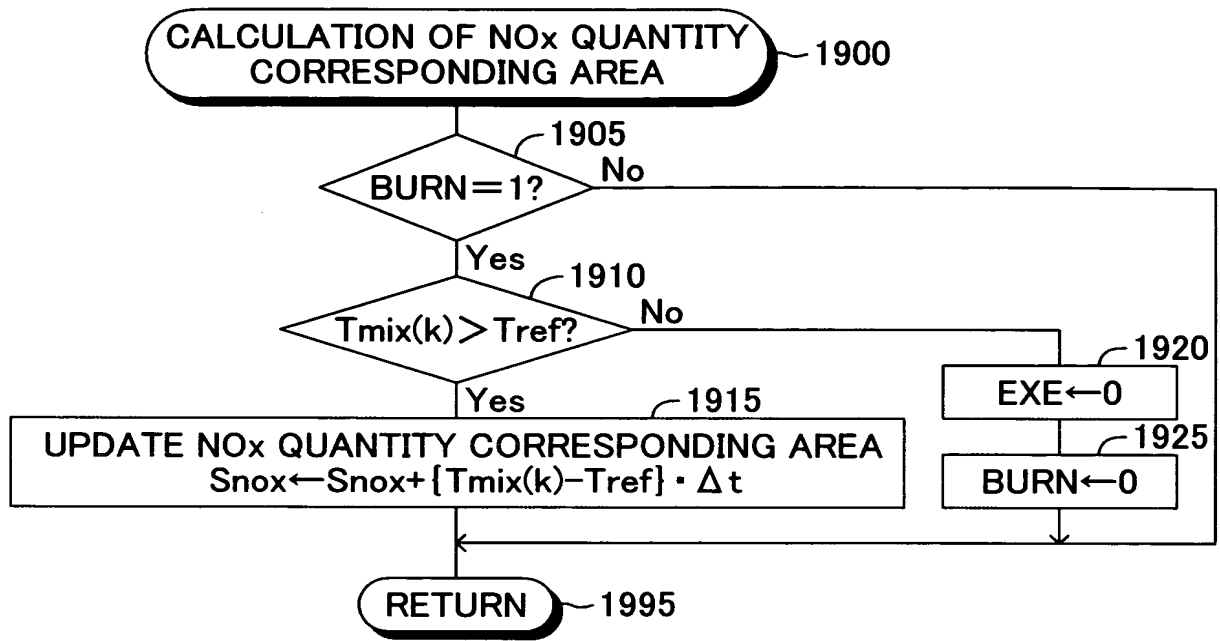 CALCULATION OF NOx QUANTITY
CORRESPONDING AREA
1900
1905
BURN=1?
No
Yes
1910
Tmix(k)>Tref?
No
Yes
1920
EXE←0
1915
UPDATE NOx QUANTITY CORRESPONDING AREA
Snox←Snox+{Tmix(k)-Tref}・Δt
1925
BURN←0
RETURN
1995